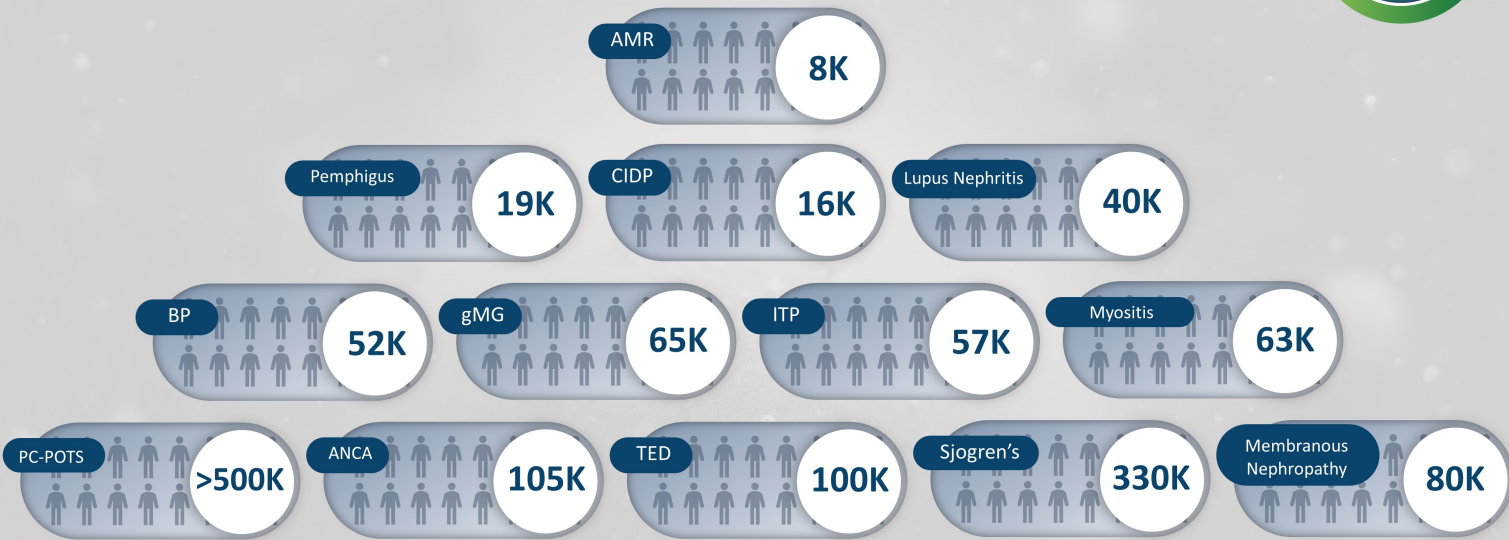 AMR
8K
Pemphigus
19K
CIDP
16K
Lupus Nephritis
40K
BP
52K
gMG
65K
ITP
57K
Myositis
63K
PC-POTS
>500K
ANCA
105K
TED
100K
Sjogren’s
330K
Membranous
Nephropathy
80K